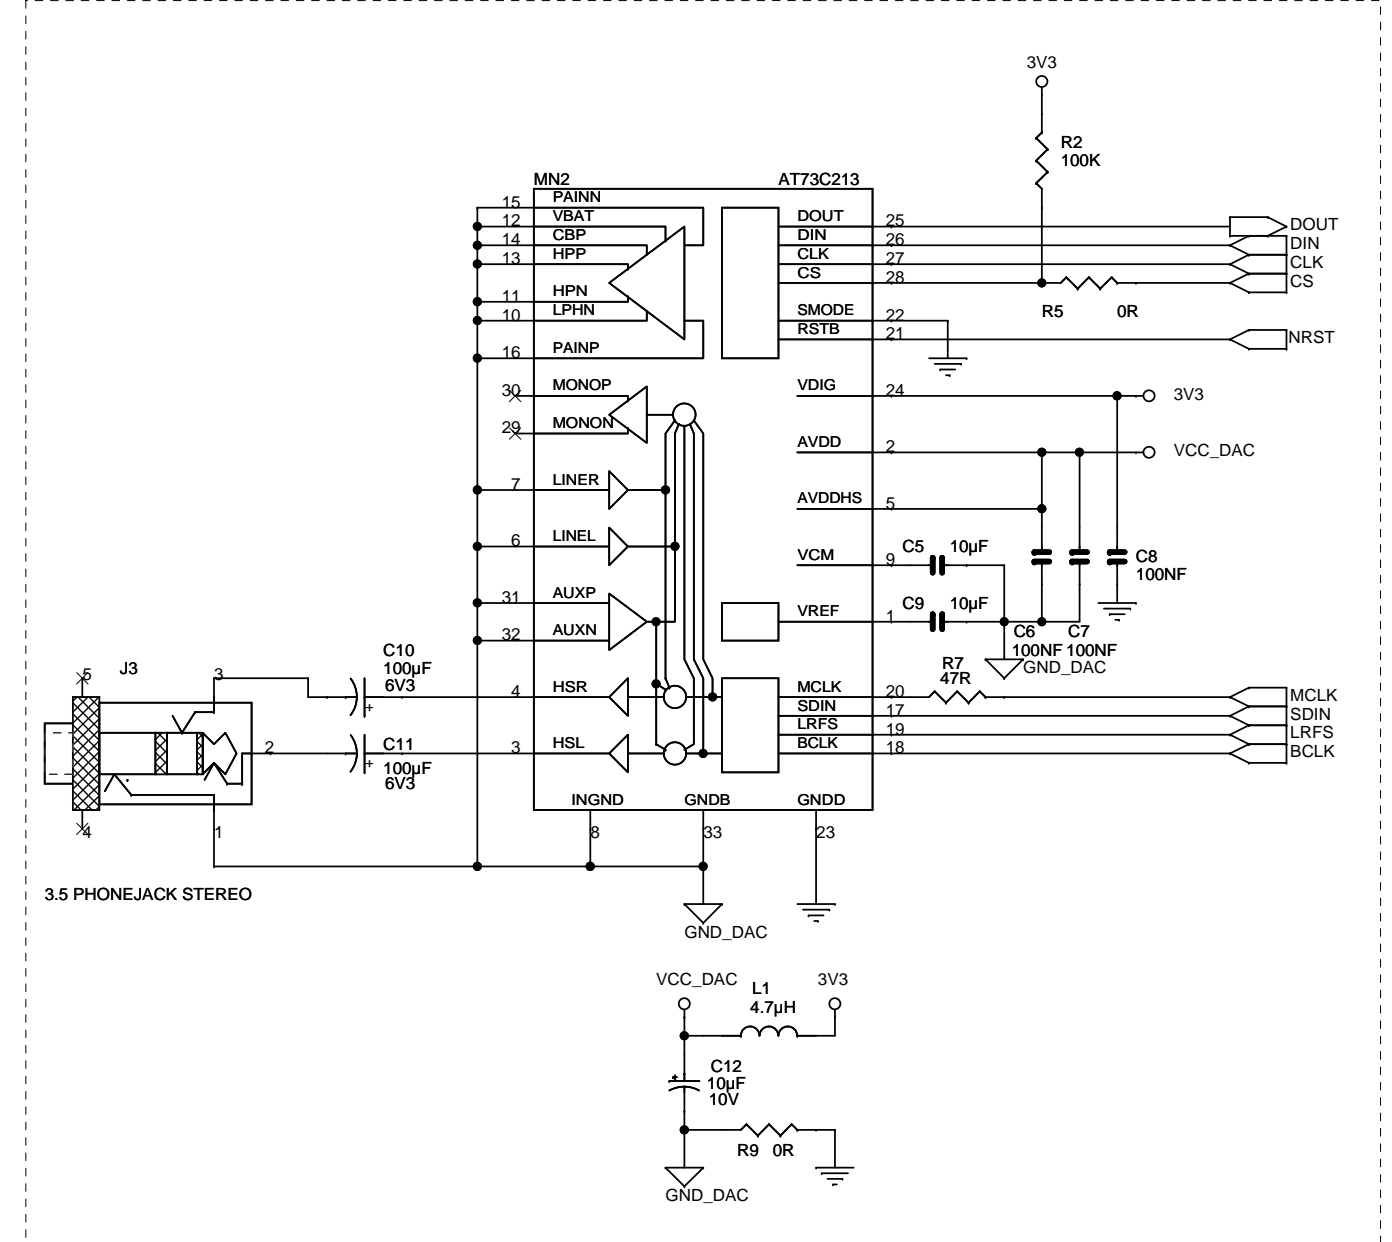 3V3
R2
100K
MN2 AT73C213
15 PAINN
12 VBAT
14 CBP
13 HPP
11 HPN
10 LPHN
16 PAINP
30 MONOP
29 MONON
7 LINER
6 LINEL
31 AUXP
32 AUXN
4 HSR
3 HSL
DOUT 25 DOUT
DIN 26 DIN
CLK 27 CLK
CS 28 CS
R5 0R
SMODE 22
RSTB 21 NRST
VDIG 24 3V3
AVDD 2 VCC_DAC
AVDDHS 5
VCM 9
C5 10µF
C8
100NF
VREF 1
C9 10µF
C6 C7
100NF 100NF
GND_DAC
R7
47R
MCLK 20 MCLK
SDIN 17 SDIN
LRFS 19 LRFS
BCLK 18 BCLK
C10
100µF
6V3
+
C11
100µF
6V3
+
J3
5
3
2
4
1
3.5 PHONEJACK STEREO
INGND GNDB GNDD
8 33 23
GND_DAC
VCC_DAC 3V3
L1
4.7µH
C12
10µF
10V
+
R9 0R
GND_DAC